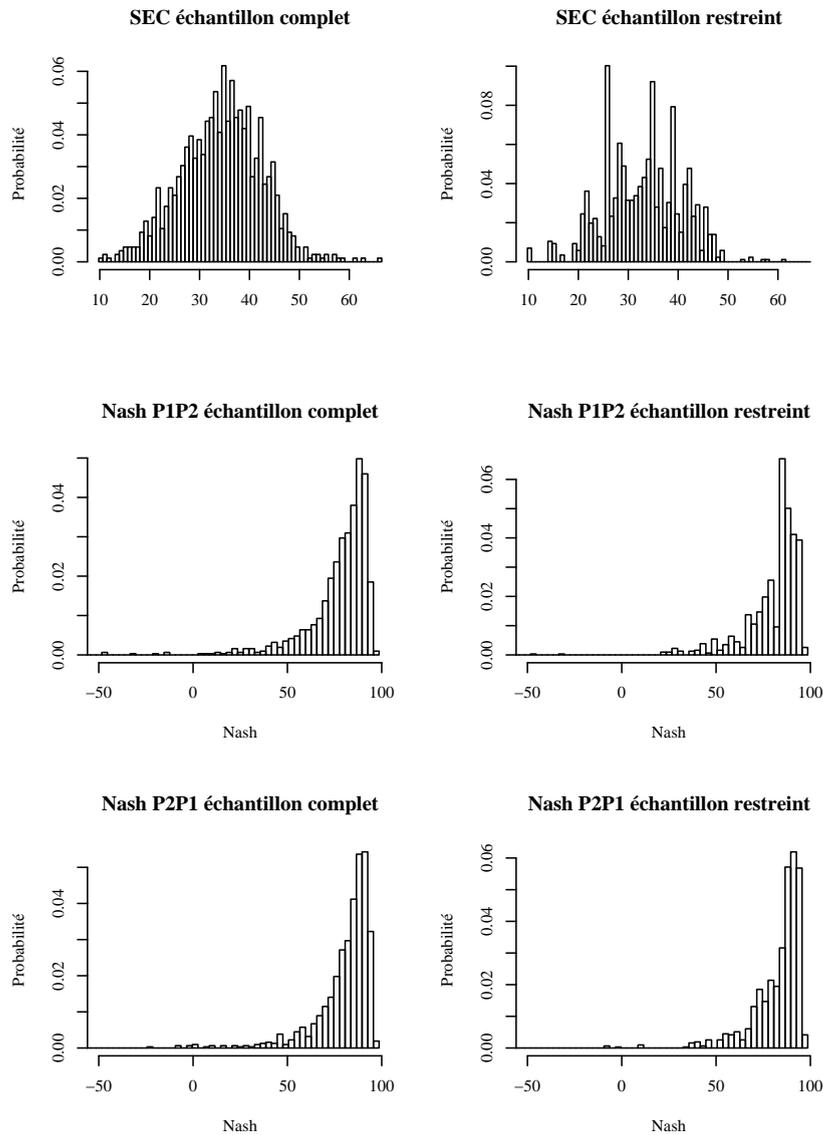 SEC échantillon complet
Probabilité
0.00 0.02 0.04 0.06
10 20 30 40 50 60
SEC échantillon restreint
Probabilité
0.00 0.04 0.08
10 20 30 40 50 60
Nash P1P2 échantillon complet
Probabilité
0.00 0.02 0.04
−50 0 50 100
Nash
Nash P1P2 échantillon restreint
Probabilité
0.00 0.02 0.04 0.06
−50 0 50 100
Nash
Nash P2P1 échantillon complet
Probabilité
0.00 0.02 0.04
−50 0 50 100
Nash
Nash P2P1 échantillon restreint
Probabilité
0.00 0.02 0.04 0.06
−50 0 50 100
Nash